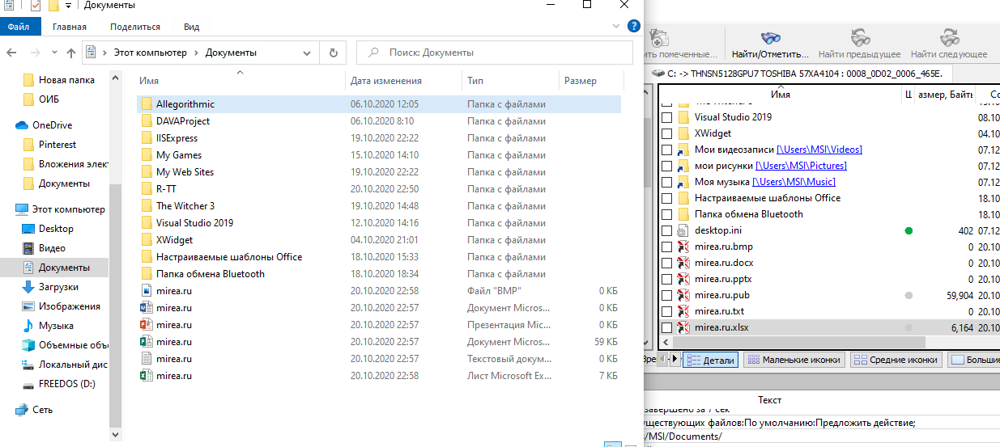 Документы
Файл Главная Поделиться Вид
Этот компьютер Документы
Поиск: Документы
Новая папка
ОИБ
OneDrive
Pinterest
Вложения элект
Документы
Этот компьютер
Desktop
Видео
Документы
Загрузки
Изображения
Музыка
Объемные объ
Локальный дис
FREEDOS (D:)
Сеть
Имя Дата изменения Тип Размер
Allegorithmic 06.10.2020 12:05 Папка с файлами
DAVAProject 06.10.2020 8:10 Папка с файлами
IISExpress 19.10.2020 22:22 Папка с файлами
My Games 15.10.2020 14:10 Папка с файлами
My Web Sites 19.10.2020 22:22 Папка с файлами
R-TT 20.10.2020 22:50 Папка с файлами
The Witcher 3 19.10.2020 14:48 Папка с файлами
Visual Studio 2019 12.10.2020 14:16 Папка с файлами
XWidget 04.10.2020 21:01 Папка с файлами
Настраиваемые шаблоны Office 18.10.2020 15:33 Папка с файлами
Папка обмена Bluetooth 18.10.2020 18:34 Папка с файлами
mirea.ru 20.10.2020 22:58 Файл "BMP" 0 КБ
mirea.ru 20.10.2020 22:57 Документ Micros... 0 КБ
mirea.ru 20.10.2020 22:57 Презентация Mic... 0 КБ
mirea.ru 20.10.2020 22:57 Документ Micros... 59 КБ
mirea.ru 20.10.2020 22:57 Текстовый докум... 0 КБ
mirea.ru 20.10.2020 22:58 Лист Microsoft Ex... 7 КБ
ть помеченные... Найти/Отметить... Найти предыдущее Найти следующее
C: -> THNSN5128GPU7 TOSHIBA 57XA4104 : 0008_0D02_0006_465E.
Имя Ш азмер, Байты Со
Visual Studio 2019 08.10
XWidget 04.10
Мои видеозаписи [\Users\MSI\Videos] 07.12
мои рисунки [\Users\MSI\Pictures] 07.12
Моя музыка [\Users\MSI\Music] 07.12
Настраиваемые шаблоны Office 18.10
Папка обмена Bluetooth 18.10
desktop.ini 402 07.12
mirea.ru.bmp 0 20.10
mirea.ru.docx 0 20.10
mirea.ru.pptx 0 20.10
mirea.ru.pub 59,904 20.10
mirea.ru.txt 0 20.10
mirea.ru.xlsx 6,164 20.10
Детали Маленькие иконки Средние иконки Большие
Текст
завершено за 7 сек
уществующих файлов:По умолчанию:Предложить действие;
/MSI/Documents/